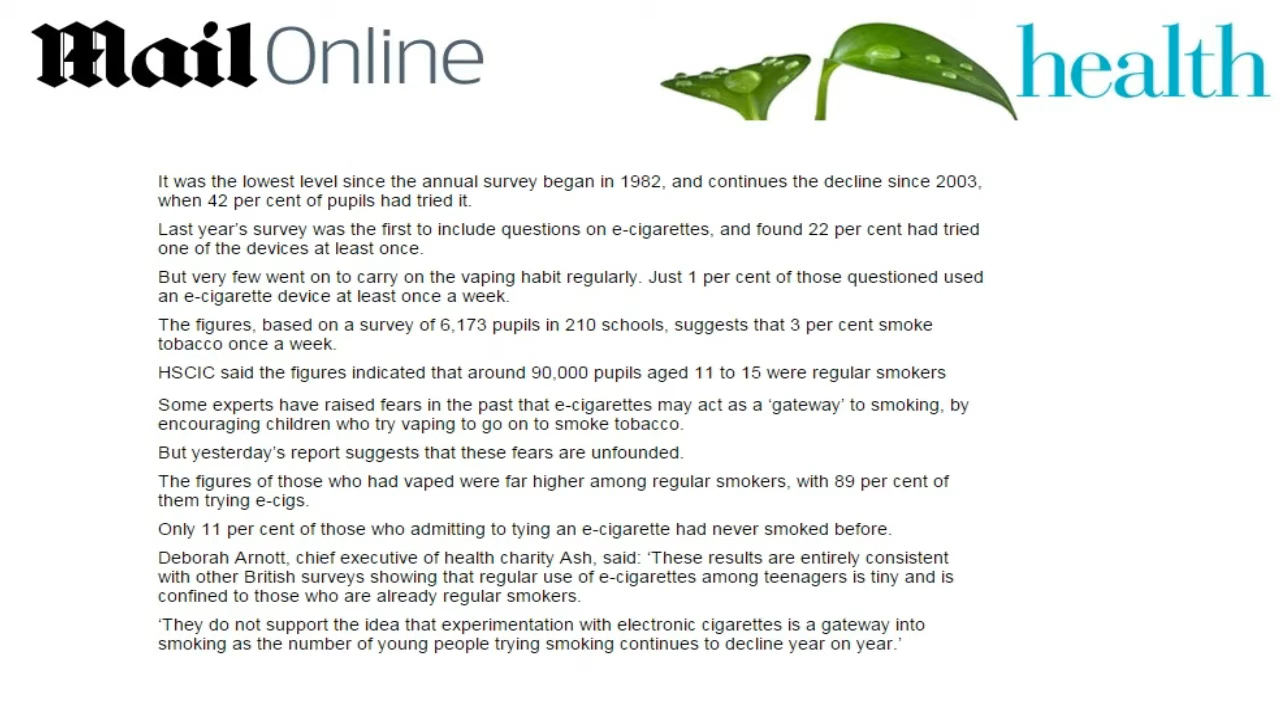 Mail Online
health
It was the lowest level since the annual survey began in 1982, and continues the decline since 2003,
when 42 per cent of pupils had tried it.
Last year's survey was the first to include questions on e-cigarettes, and found 22 per cent had tried
one of the devices at least once.
But very few went on to carry on the vaping habit regularly. Just 1 per cent of those questioned used
an e-cigarette device at least once a week.
The figures, based on a survey of 6,173 pupils in 210 schools, suggests that 3 per cent smoke
tobacco once a week.
HSCIC said the figures indicated that around 90,000 pupils aged 11 to 15 were regular smokers
Some experts have raised fears in the past that e-cigarettes may act as a ‘gateway’ to smoking, by
encouraging children who try vaping to go on to smoke tobacco.
But yesterday's report suggests that these fears are unfounded.
The figures of those who had vaped were far higher among regular smokers, with 89 per cent of
them trying e-cigs.
Only 11 per cent of those who admitting to tying an e-cigarette had never smoked before.
Deborah Arnott, chief executive of health charity Ash, said: ‘These results are entirely consistent
with other British surveys showing that regular use of e-cigarettes among teenagers is tiny and is
confined to those who are already regular smokers.
‘They do not support the idea that experimentation with electronic cigarettes is a gateway into
smoking as the number of young people trying smoking continues to decline year on year.’